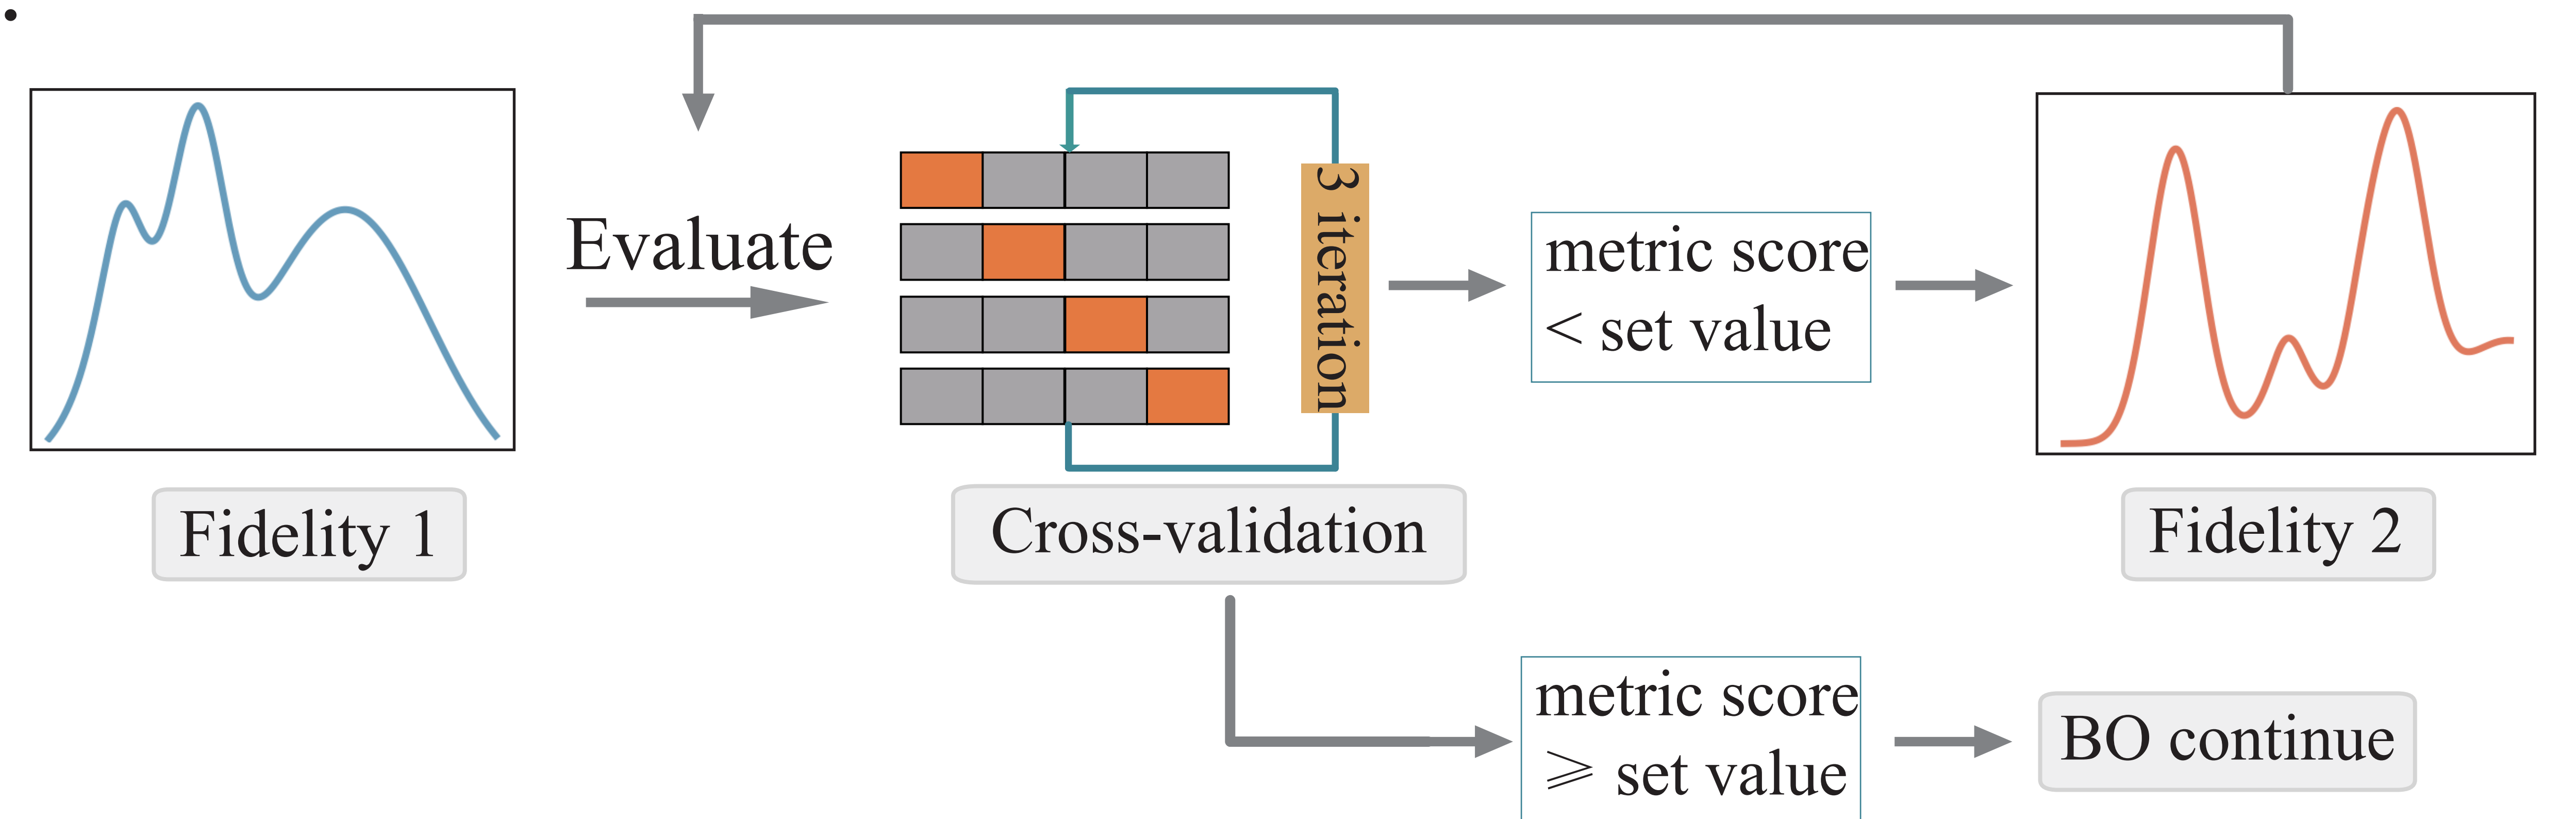 Evaluate
3 iteration
metric score
< set value
Fidelity 1
Cross-validation
Fidelity 2
metric score
⩾ set value
BO continue